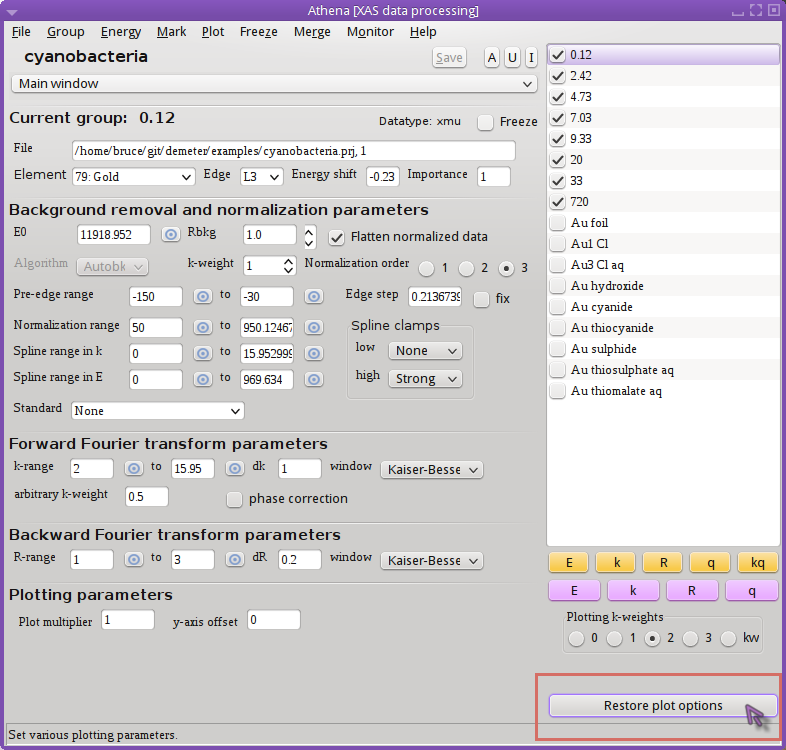 Athena [XAS data processing]
File Group Energy Mark Plot Freeze Merge Monitor Help
cyanobacteria Save A U I
Main window
Current group: 0.12 Datatype: xmu Freeze
File /home/bruce/git/demeter/examples/cyanobacteria.prj, 1
Element 79: Gold Edge L3 Energy shift -0.23 Importance 1
Background removal and normalization parameters
E0 11918.952 Rbkg 1.0 Flatten normalized data
Algorithm Autobk k-weight 1 Normalization order 1 2 3
Pre-edge range -150 to -30 Edge step 0.2136739 fix
Normalization range 50 to 950.12467 Spline clamps
Spline range in k 0 to 15.952999 low None
Spline range in E 0 to 969.634 high Strong
Standard None
Forward Fourier transform parameters
k-range 2 to 15.95 dk 1 window Kaiser-Besse
arbitrary k-weight 0.5 phase correction
Backward Fourier transform parameters
R-range 1 to 3 dR 0.2 window Kaiser-Besse
Plotting parameters
Plot multiplier 1 y-axis offset 0
0.12
2.42
4.73
7.03
9.33
20
33
720
Au foil
Au1 Cl
Au3 Cl aq
Au hydroxide
Au cyanide
Au thiocyanide
Au sulphide
Au thiosulphate aq
Au thiomalate aq
E k R q kq
E k R q
Plotting k-weights
0 1 2 3 kw
Restore plot options
Set various plotting parameters.